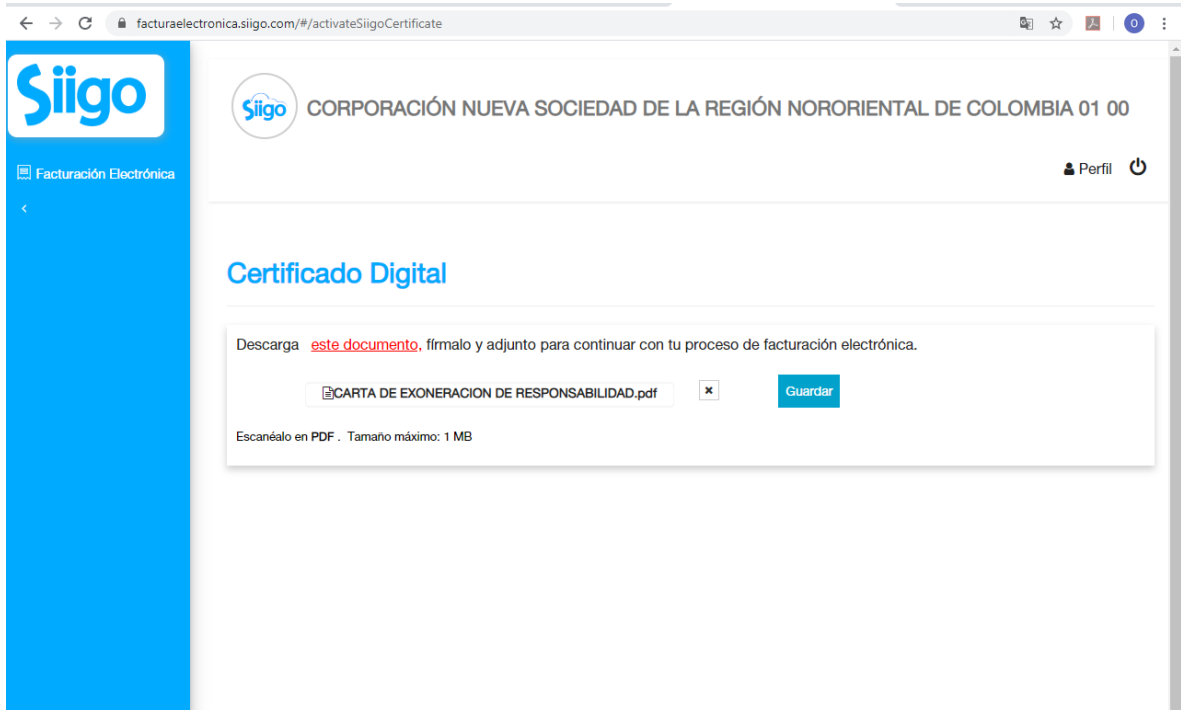 facturaelectronica.siigo.com/#/activateSiigoCertificate
O
Siigo
Siigo
CORPORACIÓN NUEVA SOCIEDAD DE LA REGIÓN NORORIENTAL DE COLOMBIA 01 00
Facturación Electrónica
Perfil
Certificado Digital
Descarga este documento, fírmalo y adjunto para continuar con tu proceso de facturación electrónica.
CARTA DE EXONERACION DE RESPONSABILIDAD.pdf
Guardar
Escanéalo en PDF . Tamaño máximo: 1 MB